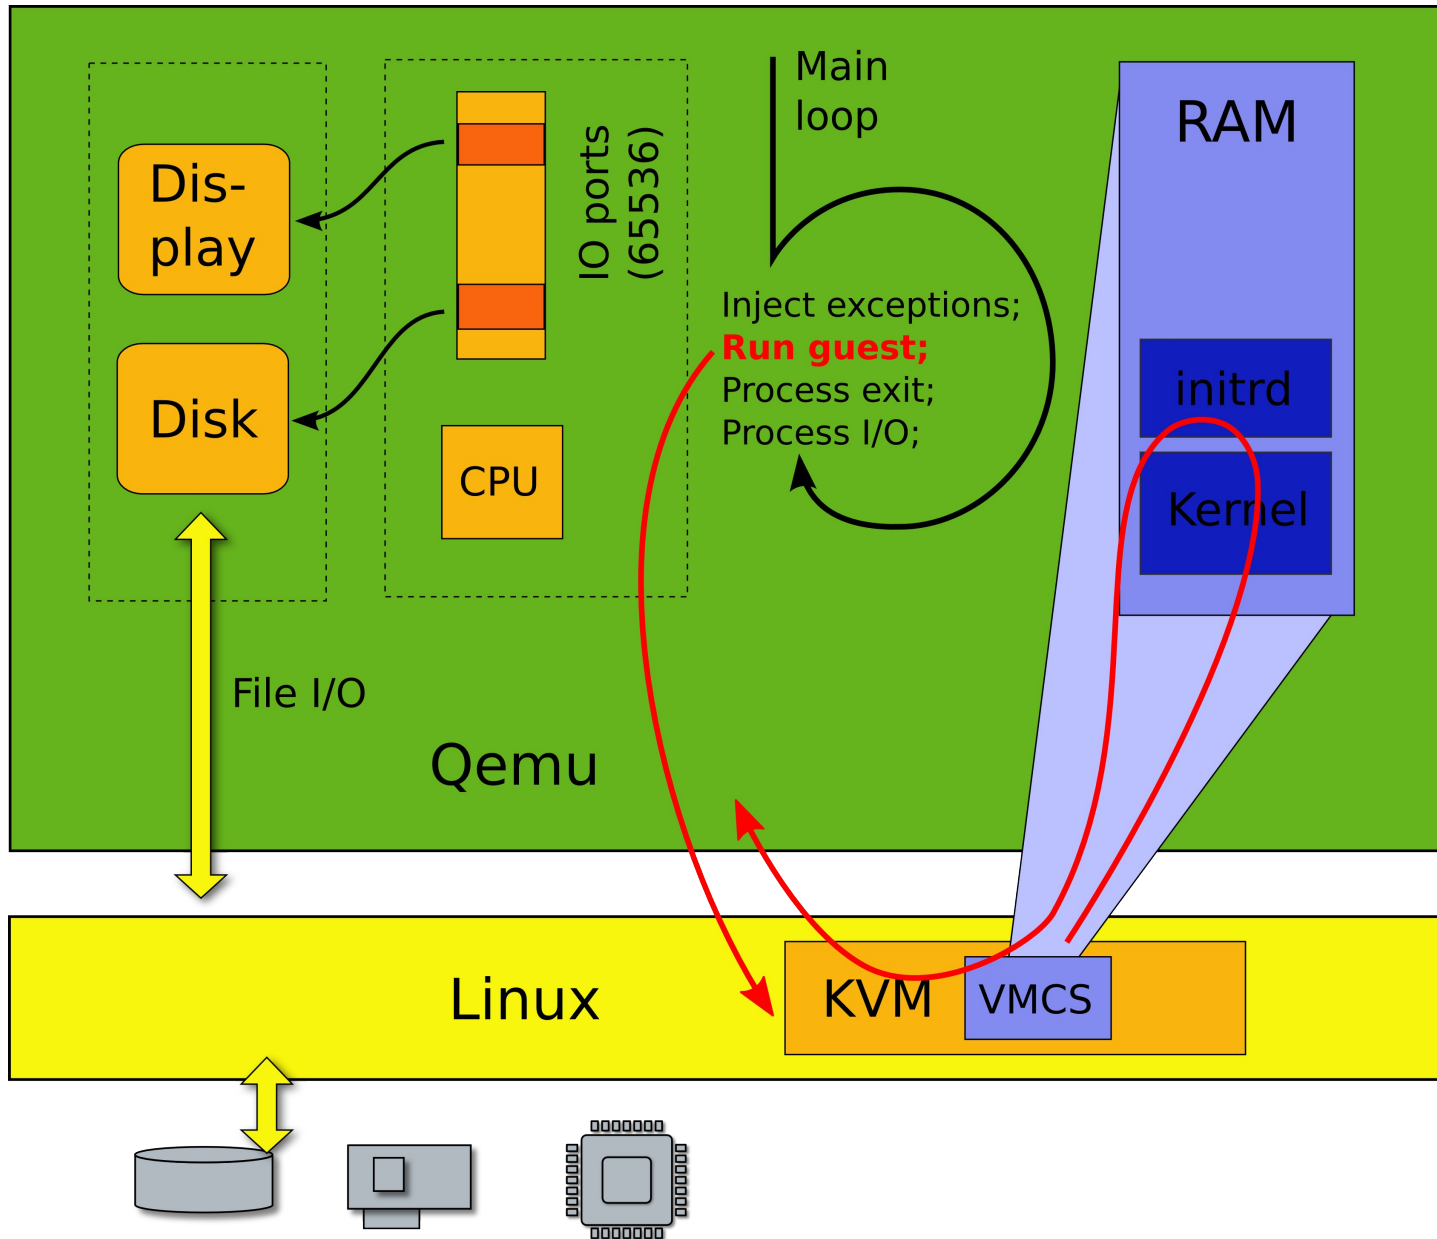 Dis-
play
Disk
IO ports
(65536)
CPU
Main
loop
Inject exceptions;
Run guest;
Process exit;
Process I/O;
RAM
initrd
Kernel
File I/O
Qemu
Linux
KVM
VMCS